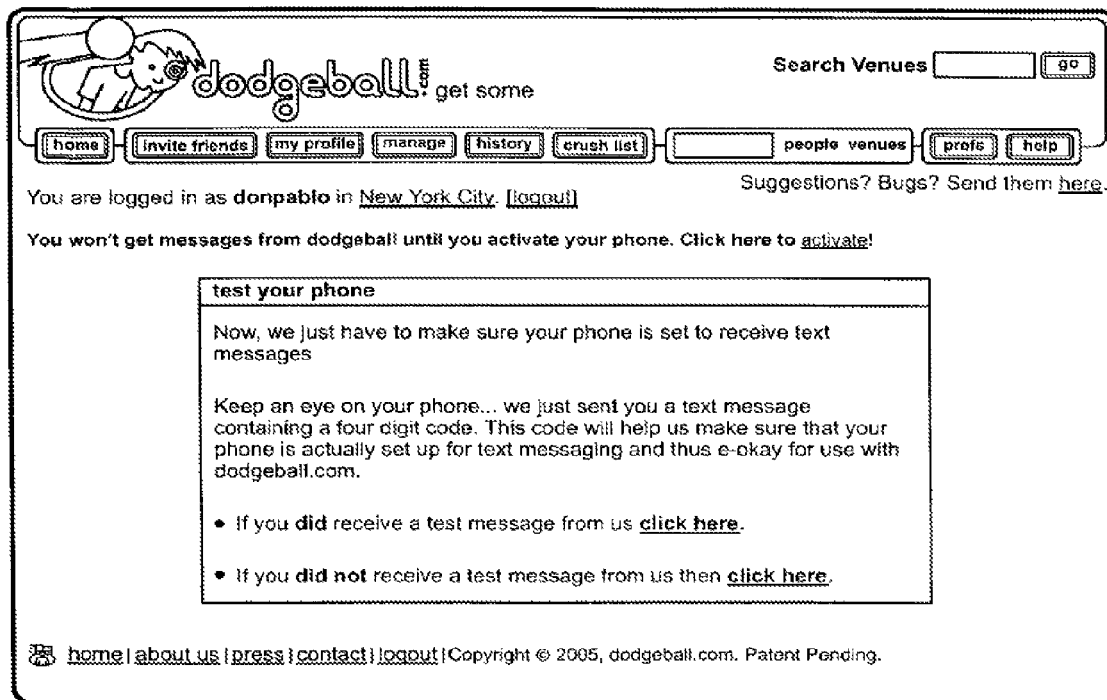 dodgeball.com! get some
Search Venues go
home invite friends my profile manage history crush list people venues prefs help
You are logged in as donpablo in New York City. [logout]
Suggestions? Bugs? Send them here.
You won't get messages from dodgeball until you activate your phone. Click here to activate!
test your phone
Now, we just have to make sure your phone is set to receive text
messages
Keep an eye on your phone... we just sent you a text message
containing a four digit code. This code will help us make sure that your
phone is actually set up for text messaging and thus e-okay for use with
dodgeball.com.
• If you did receive a test message from us click here.
• If you did not receive a test message from us then click here.
home | about us | press | contact | logout | Copyright © 2005, dodgeball.com. Patent Pending.